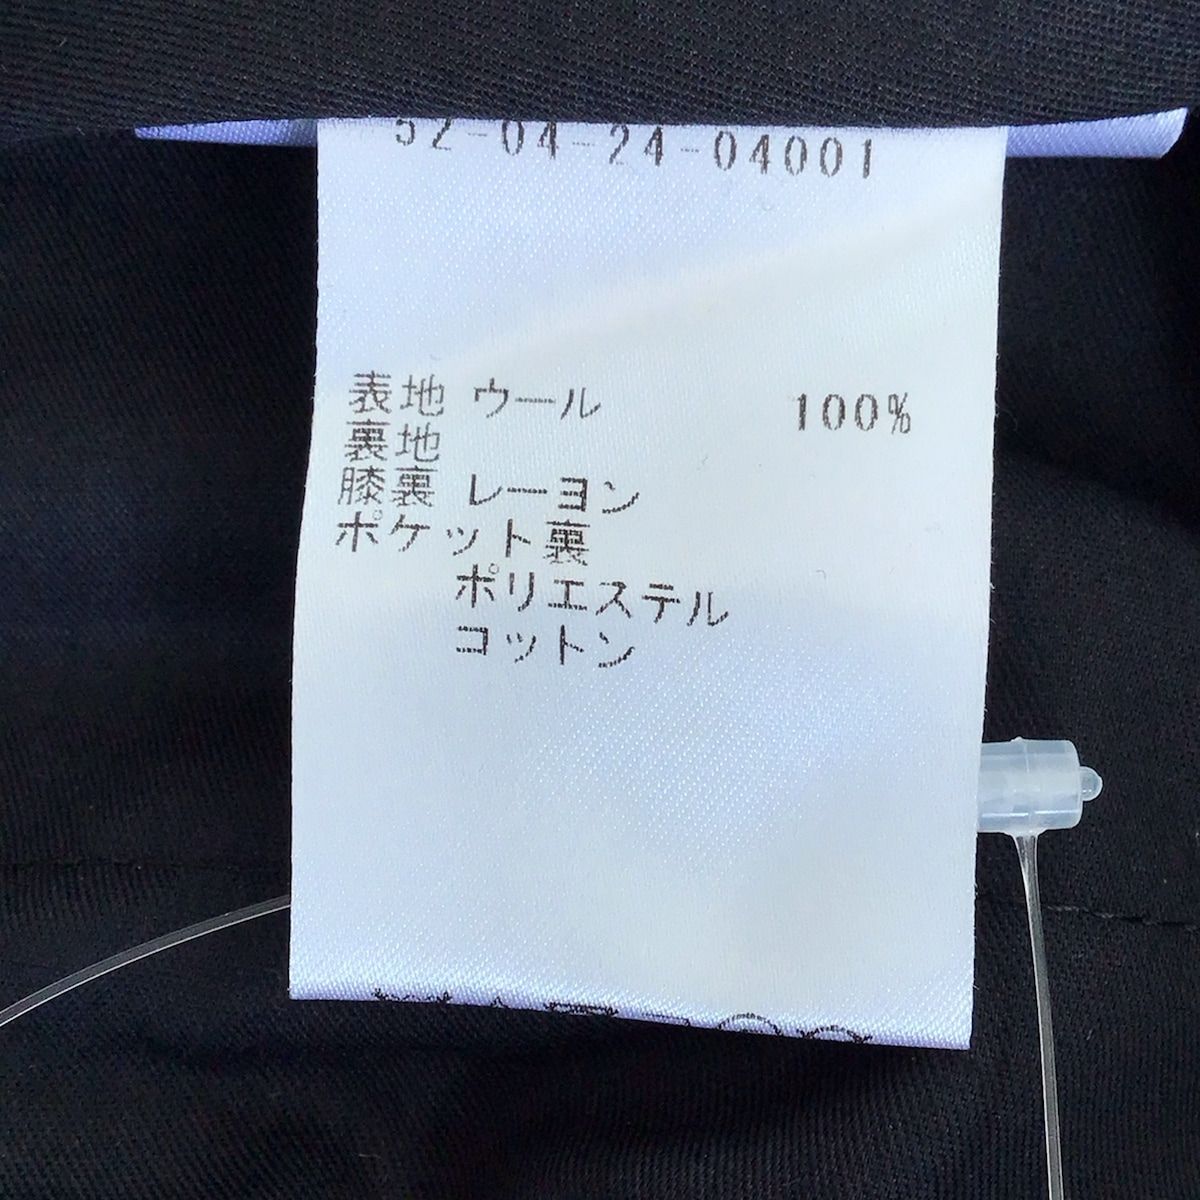 52-04-24-04001
表地 ウール 100%
裏地
膝裏 レーヨン
ポケット裏
ポリエステル
コットン